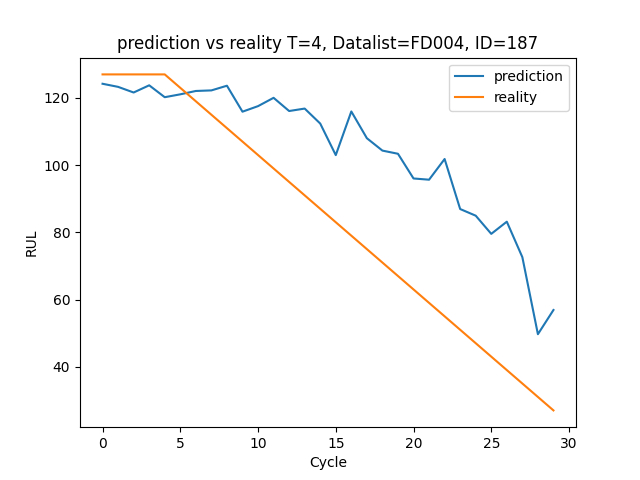 prediction vs reality T=4, Datalist=FD004, ID=187
prediction
reality
RUL
120
100
80
60
40
0 5 10 15 20 25 30
Cycle